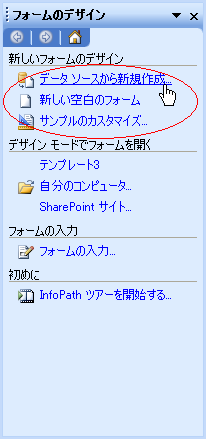 フォームのデザイン
新しいフォームのデザイン
データ ソースから新規作成...
新しい空白のフォーム
サンプルのカスタマイズ...
デザイン モードでフォームを開く
テンプレート3
自分のコンピュータ...
SharePoint サイト...
フォームの入力
フォームの入力...
初めに
InfoPath ツアーを開始する...